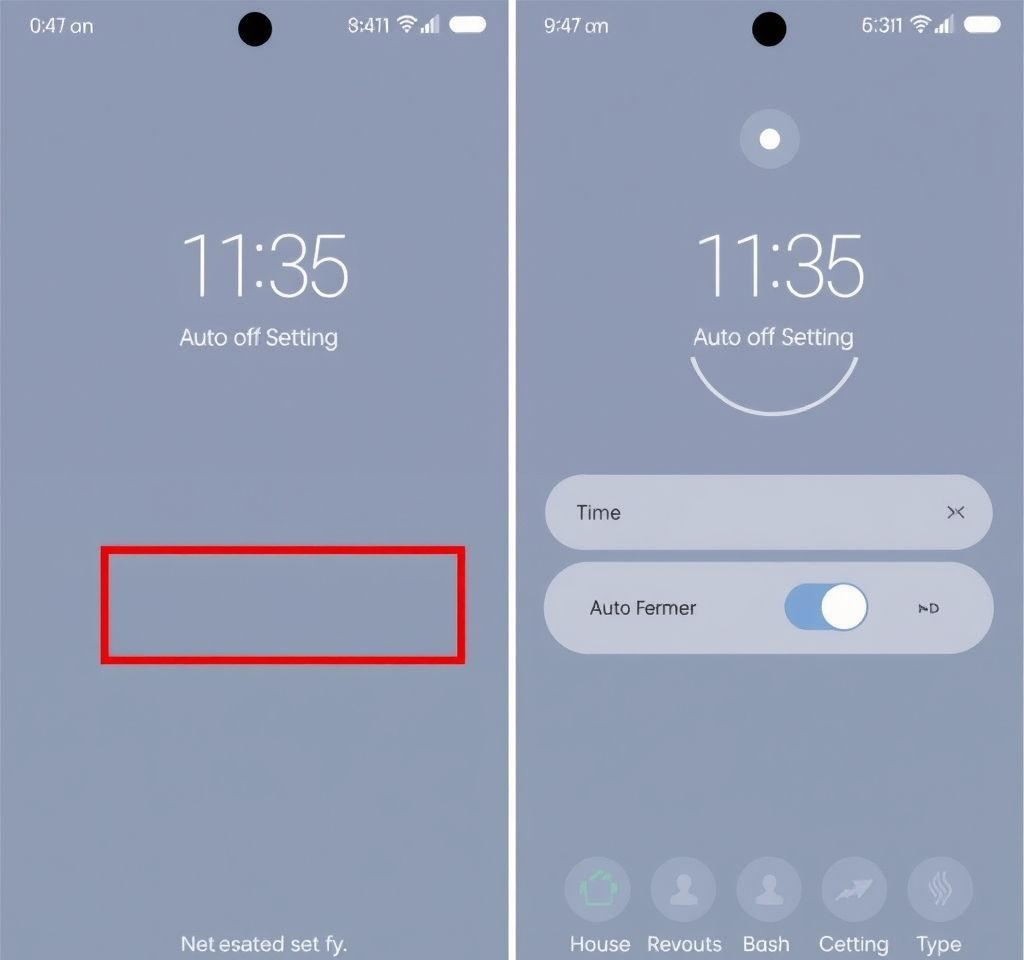 0:47 an
8:411
11:35
Auto off Setting
Net esated set fy.
9:47 am
6:311
11:35
Auto off Setting
Time
Auto Fermer
House Revouts Bash Cetting Type